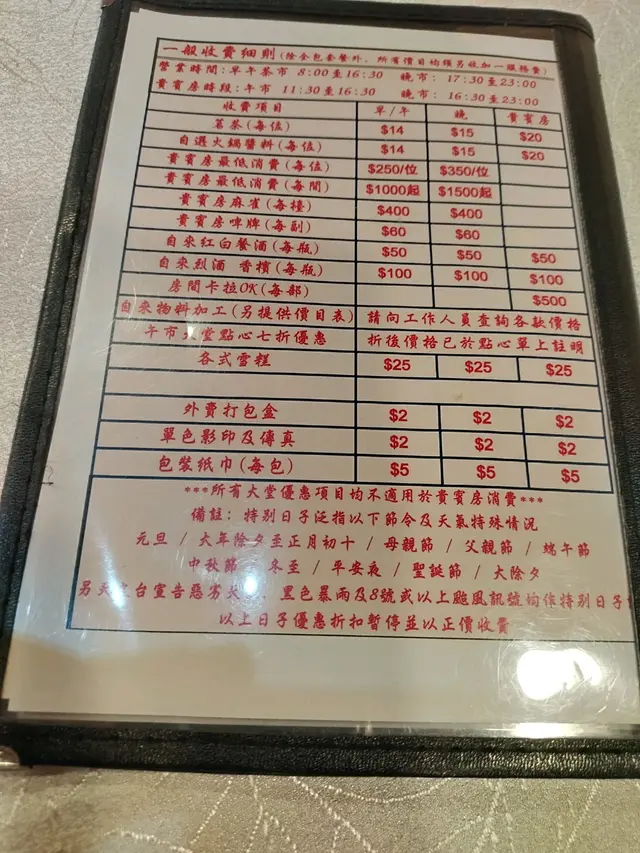 一般收費細則(除全包套餐外，所有價目均須另收加一服務費)
營業時間:早午茶市 8:00至16:30 晚市: 17:30至23:00
貴賓房時段:午市 11:30至16:30 晚市: 16:30至23:00
收費項目 早/午 晚 貴賓房
茗茶(每位) $14 $15 $20
自選火鍋醬料(每位) $14 $15 $20
貴賓房最低消費(每位) $250/位 $350/位
貴賓房最低消費(每間) $1000起 $1500起
貴賓房麻雀(每檯) $400 $400
貴賓房啤牌(每副) $60 $60
自來紅白餐酒(每瓶) $50 $50 $50
自來烈酒 香檳(每瓶) $100 $100 $100
房間卡拉OK(每部) $500
自來物料加工(另提供價目表) 請向工作人員查詢各款價格
午市大堂點心七折優惠 折後價格已於點心單上註明
各式雪糕 $25 $25 $25
外賣打包盒 $2 $2 $2
單色影印及傳真 $2 $2 $2
包裝紙巾(每包) $5 $5 $5
***所有大堂優惠項目均不適用於貴賓房消費***
備註: 特別日子泛指以下節令及天氣特殊情況
元旦 / 大年除夕至正月初十 / 母親節 / 父親節 / 端午節
中秋節 冬至 / 平安夜 / 聖誕節 / 大除夕
另天 台宣告惡劣天 、黑色暴雨及8號或以上颱風訊號均作特別日子
以上日子優惠折扣暫停並以正價收費